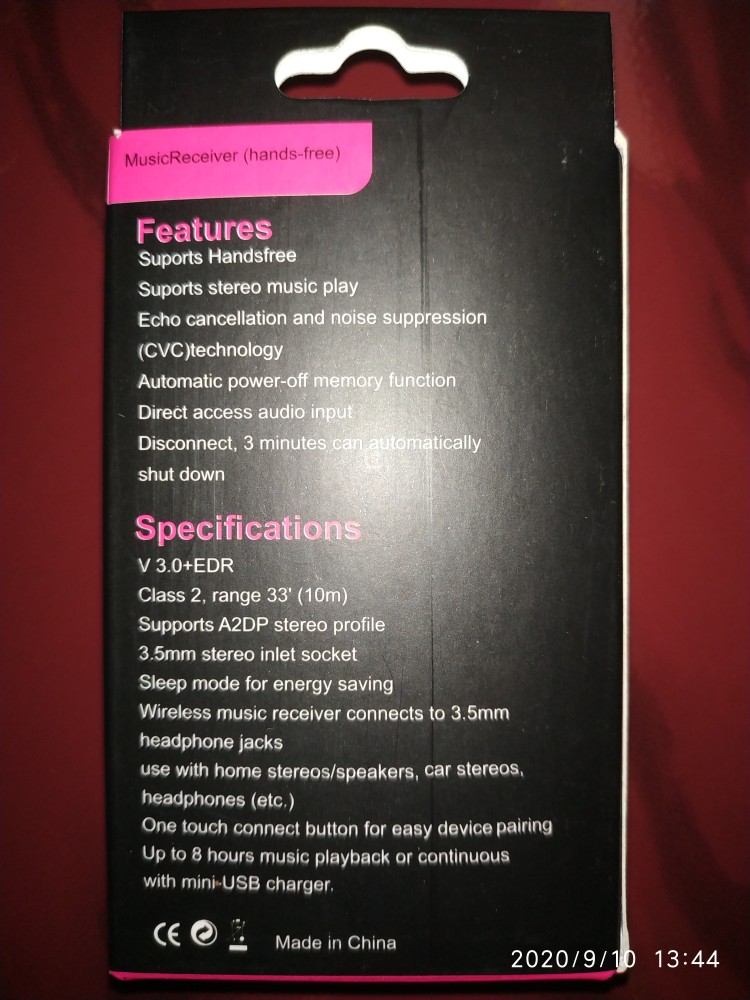 MusicReceiver (hands-free)
Features
Suports Handsfree
Suports stereo music play
Echo cancellation and noise suppression
(CVC)technology
Automatic power-off memory function
Direct access audio input
Disconnect, 3 minutes can automatically
shut down
Specifications
V 3.0+EDR
Class 2, range 33' (10m)
Supports A2DP stereo profile
3.5mm stereo inlet socket
Sleep mode for energy saving
Wireless music receiver connects to 3.5mm
headphone jacks
use with home stereos/speakers, car stereos,
headphones (etc.)
One touch connect button for easy device pairing
Up to 8 hours music playback or continuous
with mini-USB charger.
CE Made in China
2020/9/10 13:44